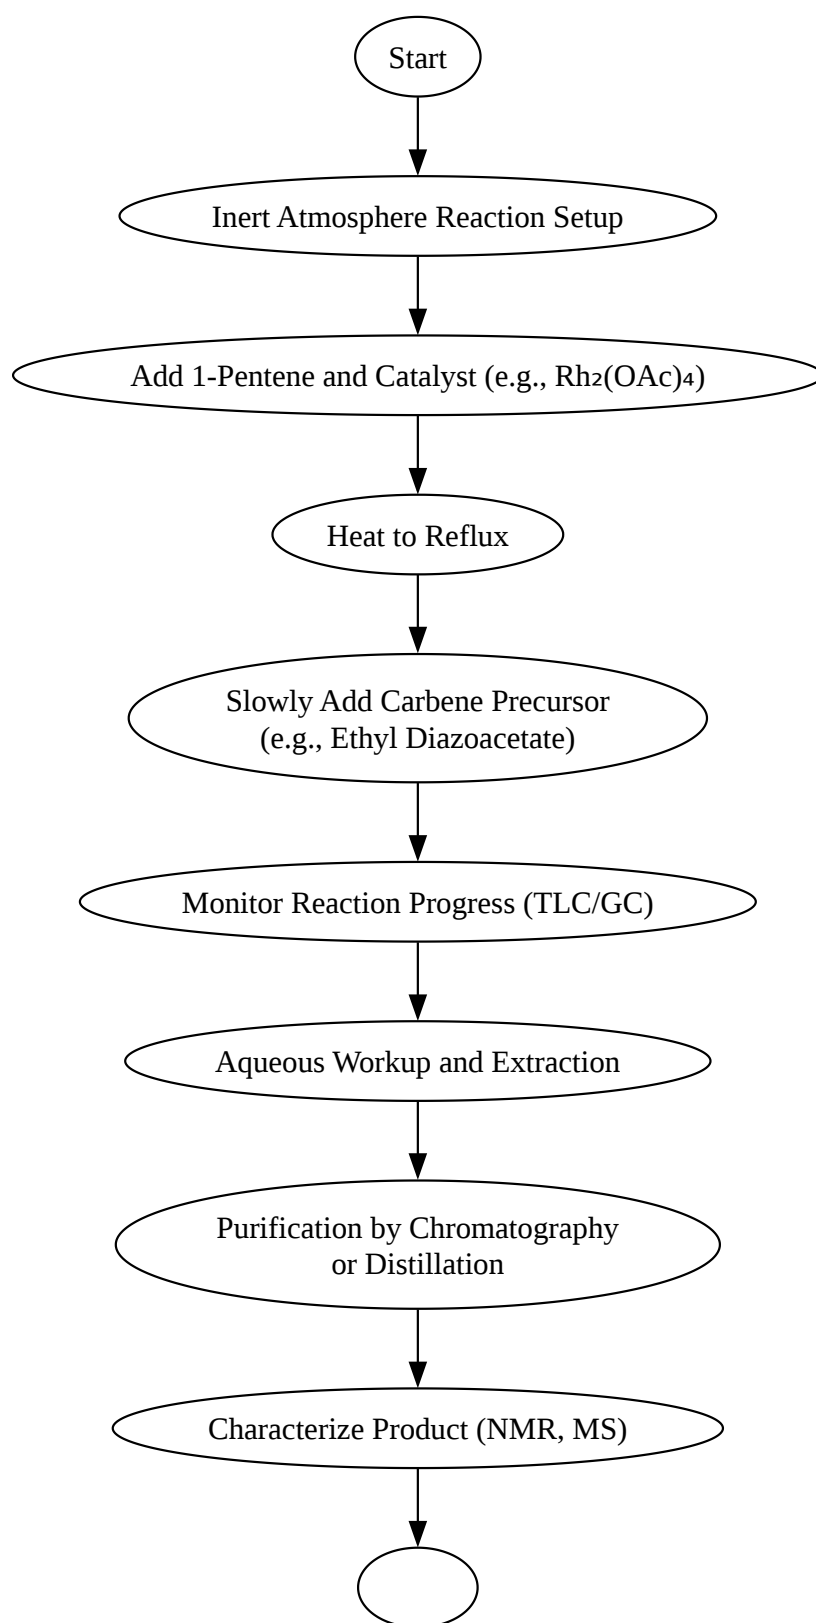 Start
Inert Atmosphere Reaction Setup
Add 1-Pentene and Catalyst (e.g., Rh₂(OAc)₄)
Heat to Reflux
Slowly Add Carbene Precursor
(e.g., Ethyl Diazoacetate)
Monitor Reaction Progress (TLC/GC)
Aqueous Workup and Extraction
Purification by Chromatography
or Distillation
Characterize Product (NMR, MS)